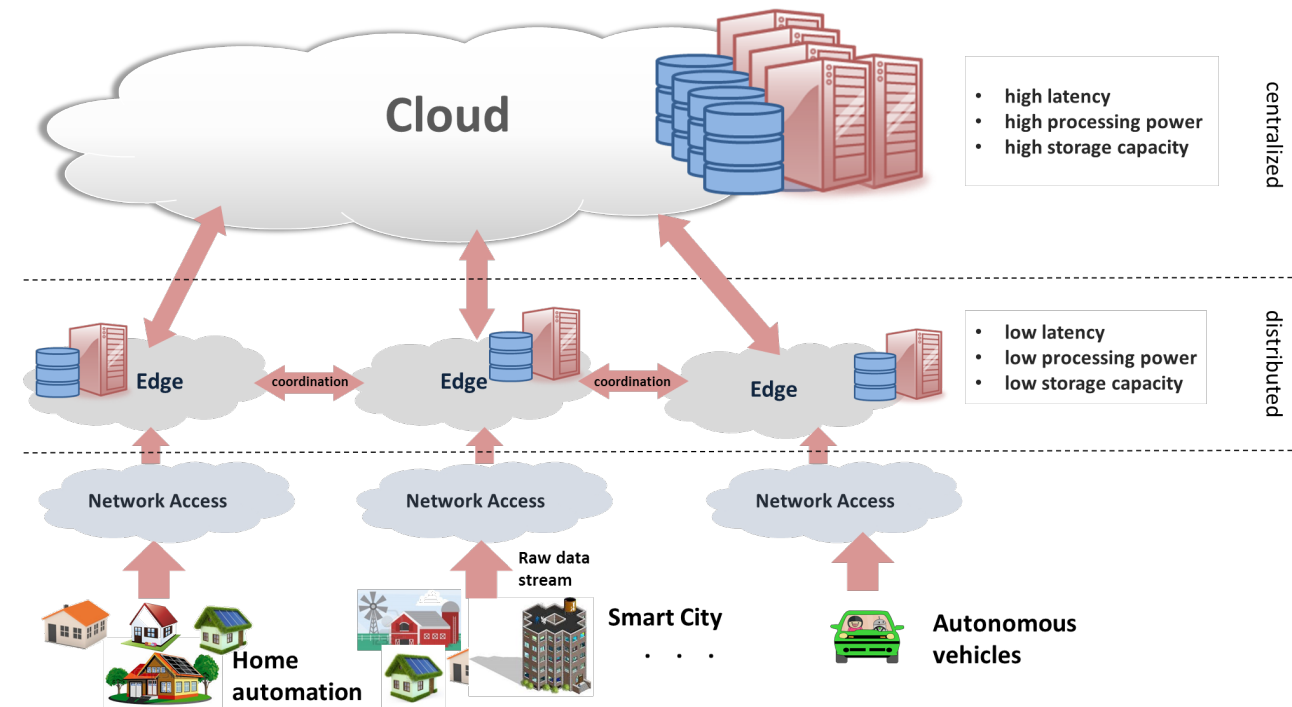 Cloud
• high latency
• high processing power
• high storage capacity
centralized
Edge
coordination
Edge
coordination
Edge
• low latency
• low processing power
• low storage capacity
distributed
Network Access
Network Access
Network Access
Raw data
stream
Home
automation
Smart City
. . .
Autonomous
vehicles